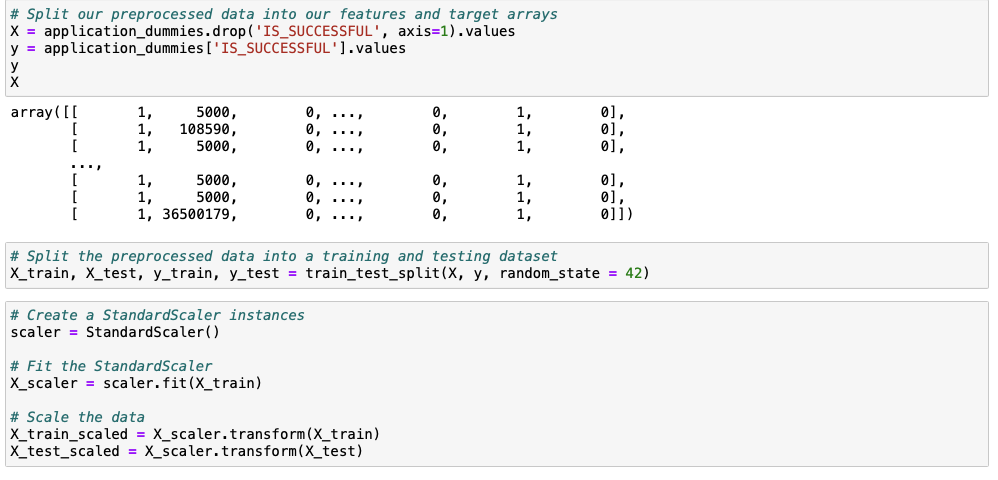 # Split our preprocessed data into our features and target arrays
X = application_dummies.drop('IS_SUCCESSFUL', axis=1).values
y = application_dummies['IS_SUCCESSFUL'].values
y
X
array([[       1,     5000,        0, ...,        0,        1,        0],
       [       1,   108590,        0, ...,        0,        1,        0],
       [       1,     5000,        0, ...,        0,        1,        0],
       ...,
       [       1,     5000,        0, ...,        0,        1,        0],
       [       1,     5000,        0, ...,        0,        1,        0],
       [       1, 36500179,        0, ...,        0,        1,        0]])
# Split the preprocessed data into a training and testing dataset
X_train, X_test, y_train, y_test = train_test_split(X, y, random_state = 42)
# Create a StandardScaler instances
scaler = StandardScaler()
# Fit the StandardScaler
X_scaler = scaler.fit(X_train)
# Scale the data
X_train_scaled = X_scaler.transform(X_train)
X_test_scaled = X_scaler.transform(X_test)